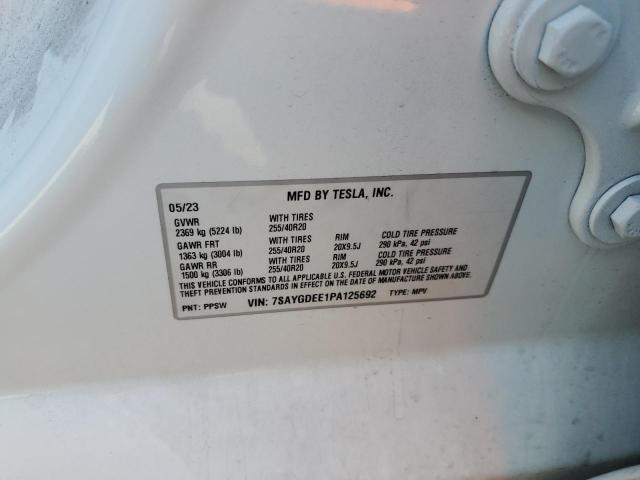 MFD BY TESLA, INC.
05/23
GVWR WITH TIRES
2369 kg (5224 lb) 255/40R20
GAWR FRT WITH TIRES RIM COLD TIRE PRESSURE
1363 kg (3004 lb) 255/40R20 20X9.5J 290 kPa, 42 psi
GAWR RR WITH TIRES RIM COLD TIRE PRESSURE
1500 kg (3306 lb) 255/40R20 20X9.5J 290 kPa, 42 psi
THIS VEHICLE CONFORMS TO ALL APPLICABLE U.S. FEDERAL MOTOR VEHICLE SAFETY AND
THEFT PREVENTION STANDARDS IN EFFECT ON THE DATE OF MANUFACTURE SHOWN ABOVE.
PNT: PPSW VIN: 7SAYGDEE1PA125692 TYPE: MPV